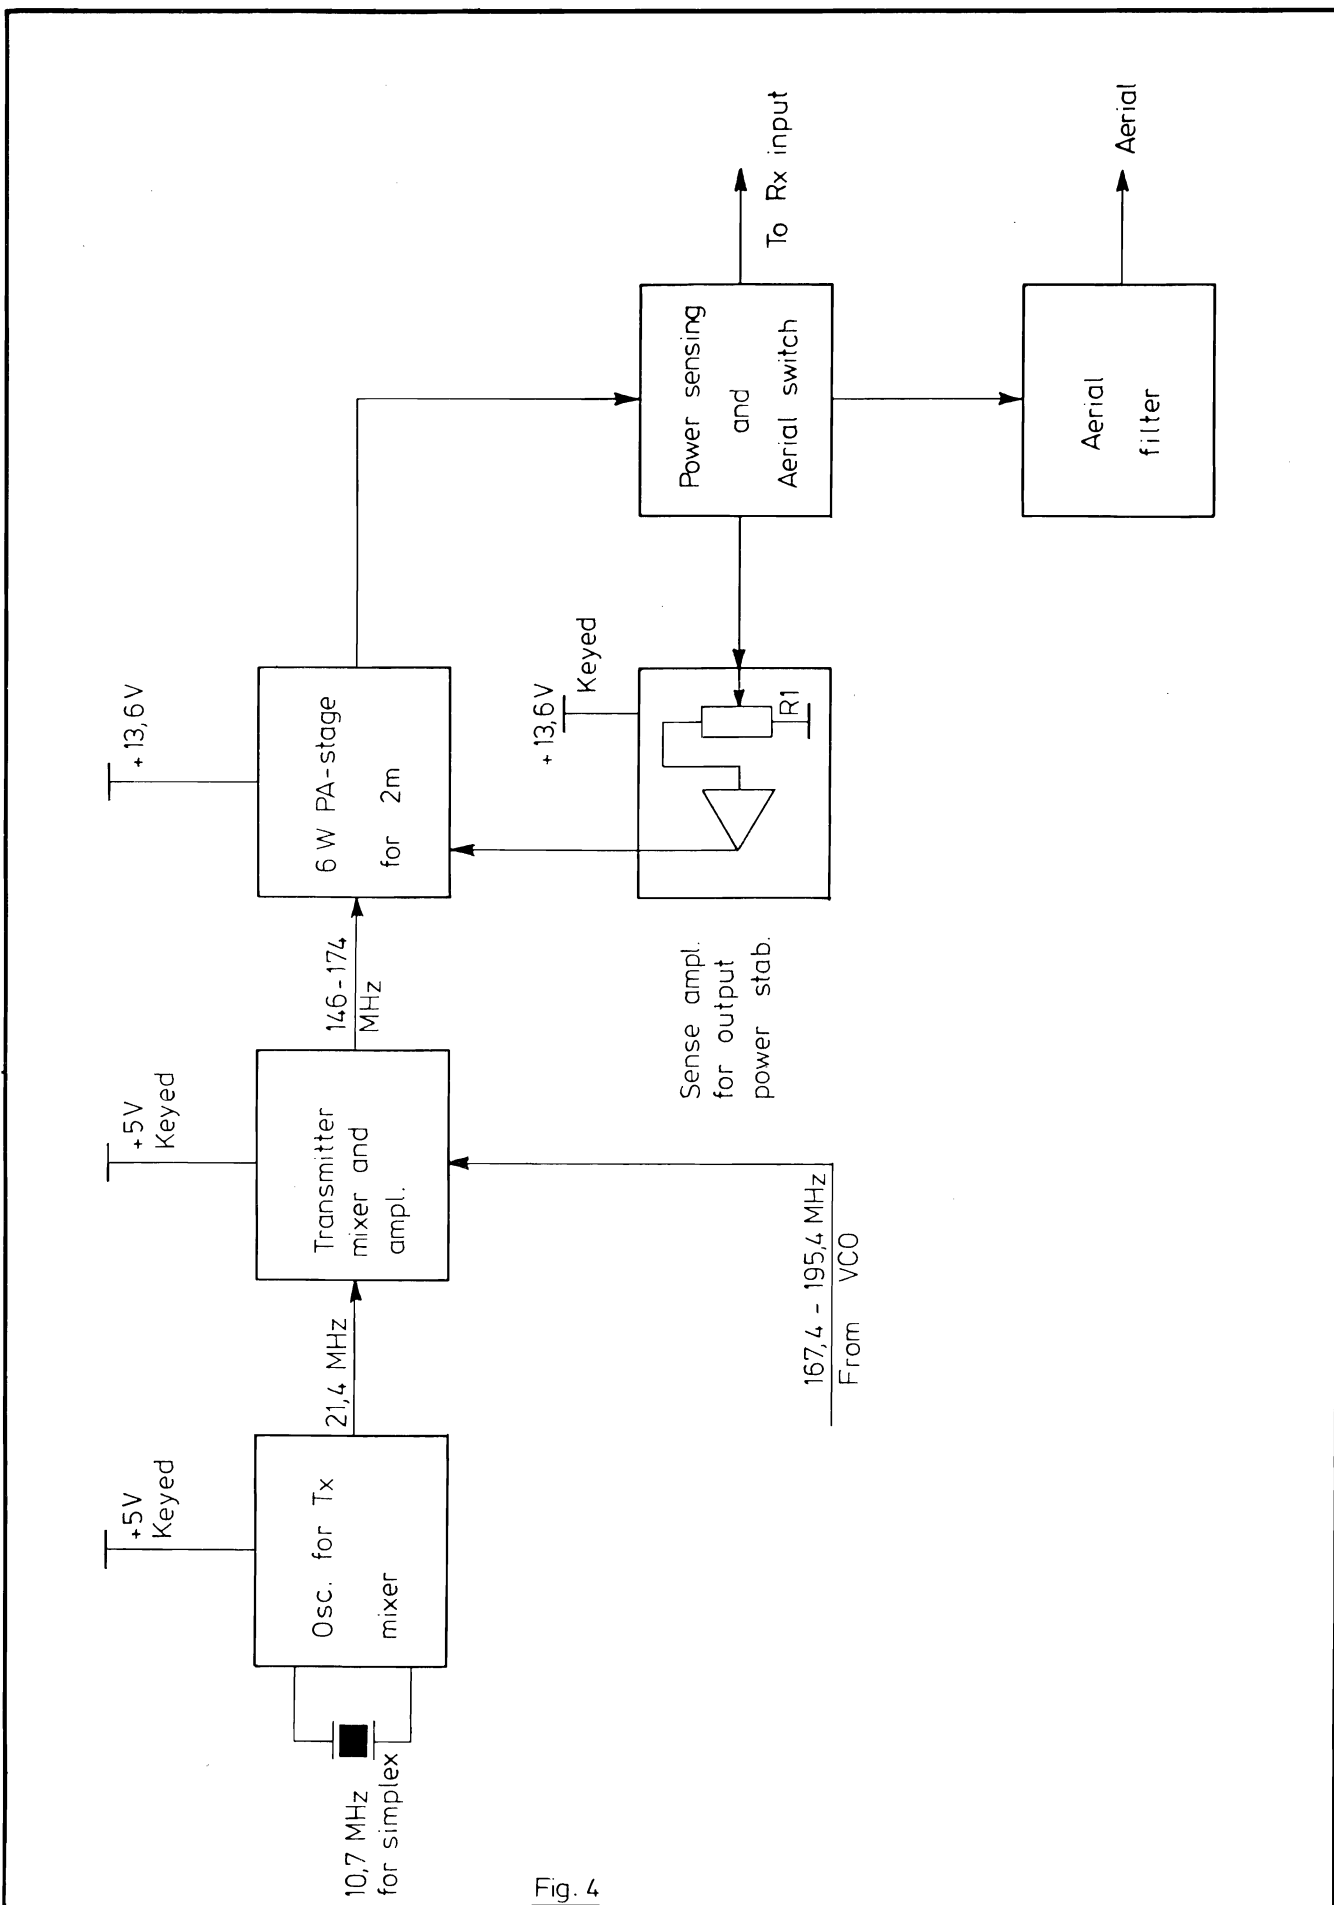 10,7 MHz
for simplex
+5V
Keyed
Osc. for Tx
mixer
21,4 MHz
+5V
Keyed
Transmitter
mixer and
ampl.
167,4 - 195,4 MHz
From VCO
146-174
MHz
+13,6V
6W PA-stage
for 2m
+13,6V
Keyed
R1
Sense ampl.
for output
power stab.
Power sensing
and
Aerial switch
To Rx input
Aerial
filter
Aerial
Fig. 4